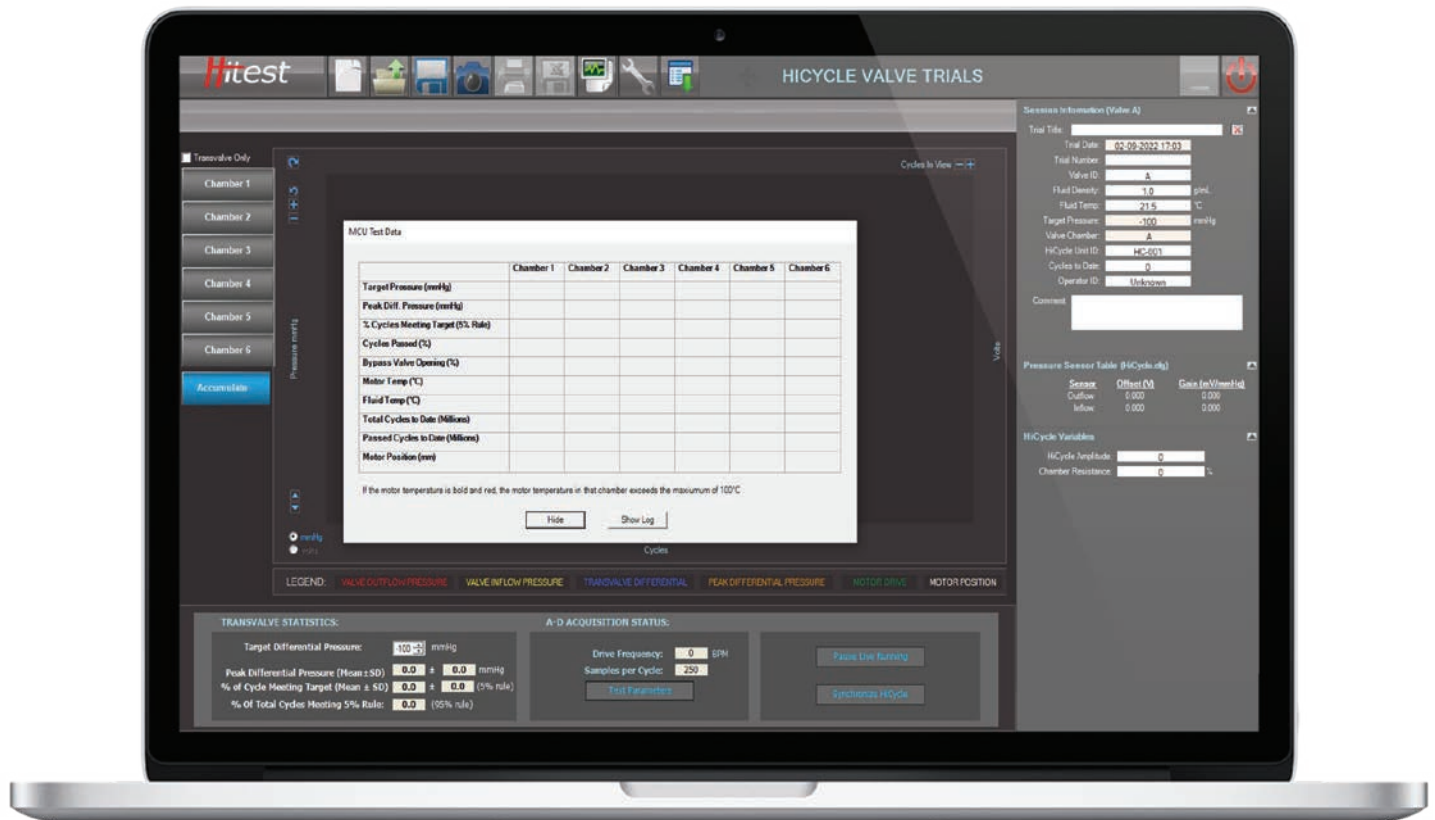 Hitest
HICYCLE VALVE TRIALS
Transvalve Only
Chamber 1
Chamber 2
Chamber 3
Chamber 4
Chamber 5
Chamber 6
Accumulate
Cycles In View
Pressure mmHg
Volts
mmHg
volts
Cycles
MCU Test Data
Chamber 1 Chamber 2 Chamber 3 Chamber 4 Chamber 5 Chamber 6
Target Pressure (mmHg)
Peak Diff. Pressure (mmHg)
% Cycles Meeting Target (5% Rule)
Cycles Passed (%)
Bypass Valve Opening (%)
Motor Temp (°C)
Fluid Temp (°C)
Total Cycles to Date (Millions)
Passed Cycles to Date (Millions)
Motor Position (mm)
If the motor temperature is bold and red, the motor temperature in that chamber exceeds the maxiumum of 100°C
Hide Show Log
LEGEND: VALVE OUTFLOW PRESSURE VALVE INFLOW PRESSURE TRANSVALVE DIFFERENTIAL PEAK DIFFERENTIAL PRESSURE MOTOR DRIVE MOTOR POSITION
TRANSVALVE STATISTICS:
Target Differential Pressure: -100 mmHg
Peak Differential Pressure (Mean ± SD) 0.0 ± 0.0 mmHg
% of Cycle Meeting Target (Mean ± SD) 0.0 ± 0.0 (5% rule)
% Of Total Cycles Meeting 5% Rule: 0.0 (95% rule)
A-D ACQUISITION STATUS:
Drive Frequency: 0 BPM
Samples per Cycle: 250
Test Parameters
Pause Live Running
Synchronize HiCycle
Session Information (Valve A)
Trial Title:
Trial Date: 02-09-2022 17:03
Trial Number:
Valve ID: A
Fluid Density: 1.0 g/mL
Fluid Temp: 21.5 °C
Target Pressure: -100 mmHg
Valve Chamber: A
HiCycle Unit ID: HC-001
Cycles to Date: 0
Operator ID: Unknown
Comment:
Pressure Sensor Table (HiCycle.cfg)
Sensor Offset (V) Gain (mV/mmHg)
Outflow 0.000 0.000
Inflow 0.000 0.000
HiCycle Variables
HiCycle Amplitude: 0
Chamber Resistance: 0 %